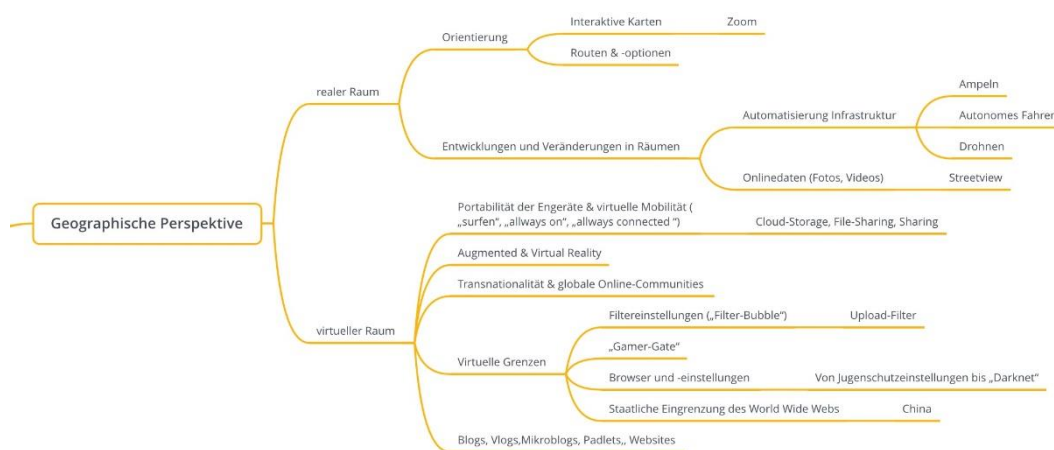 Geographische Perspektive
realer Raum
Orientierung
Interaktive Karten
Zoom
Routen & -optionen
Entwicklungen und Veränderungen in Räumen
Automatisierung Infrastruktur
Ampeln
Autonomes Fahren
Drohnen
Onlinedaten (Fotos, Videos)
Streetview
virtueller Raum
Portabilität der Engeräte & virtuelle Mobilität (
„surfen“, „allways on“, „allways connected “)
Cloud-Storage, File-Sharing, Sharing
Augmented & Virtual Reality
Transnationalität & globale Online-Communities
Virtuelle Grenzen
Filtereinstellungen („Filter-Bubble“)
Upload-Filter
„Gamer-Gate“
Browser und -einstellungen
Von Jugenschutzeinstellungen bis „Darknet“
Staatliche Eingrenzung des World Wide Webs
China
Blogs, Vlogs,Mikroblogs, Padlets,, Websites